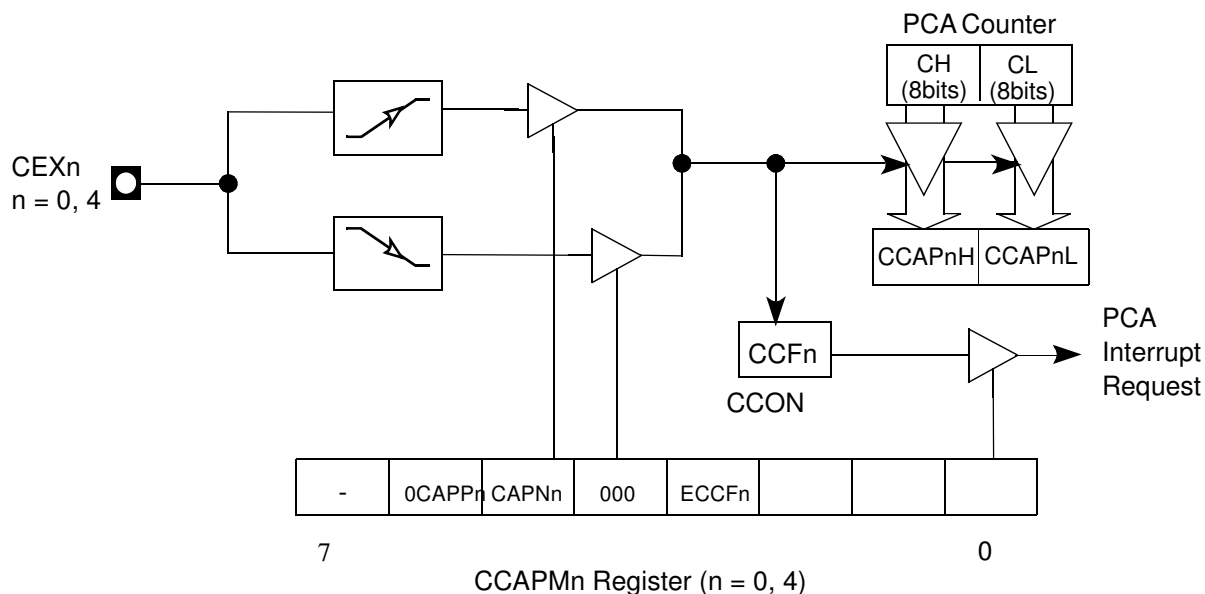 PCA Counter
CH
(8bits)
CL
(8bits)
CEXn
n = 0, 4
CCAPnH
CCAPnL
CCFn
CCON
PCA
Interrupt
Request
-
0CAPPn
CAPNn
000
ECCFn
7
0
CCAPMn Register (n = 0, 4)